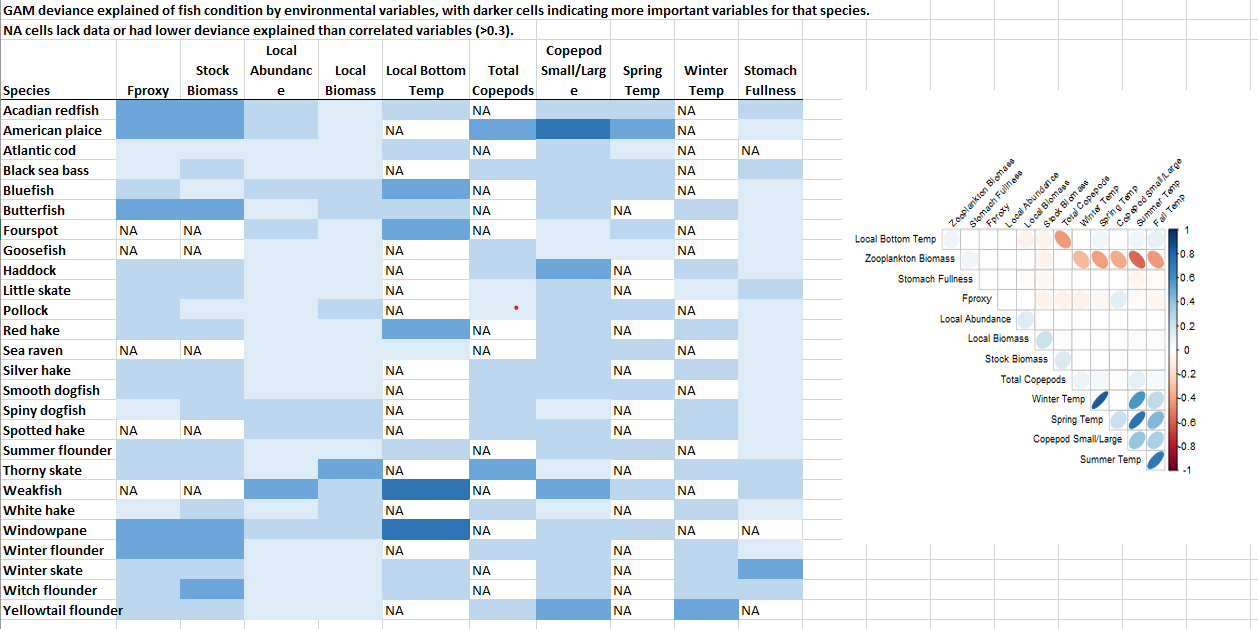 GAM deviance explained of fish condition by environmental variables, with darker cells indicating more important variables for that species.
NA cells lack data or had lower deviance explained than correlated variables (>0.3).
Local Copepod
Stock Abundanc Local Local Bottom Total Small/Larg Spring Winter Stomach
Species Fproxy Biomass e Biomass Temp Copepods e Temp Temp Fullness
Acadian redfish NA NA
American plaice NA NA
Atlantic cod NA NA NA
Black sea bass NA NA
Bluefish NA NA
Butterfish NA NA
Fourspot NA NA NA NA
Goosefish NA NA NA NA
Haddock NA NA
Little skate NA NA
Pollock NA NA
Red hake NA NA
Sea raven NA NA NA NA
Silver hake NA NA
Smooth dogfish NA NA
Spiny dogfish NA NA
Spotted hake NA NA NA NA
Summer flounder NA NA
Thorny skate NA NA
Weakfish NA NA NA NA
White hake NA NA
Windowpane NA NA NA
Winter flounder NA NA
Winter skate NA NA
Witch flounder NA NA
Yellowtail flounder NA NA NA
Zooplankton Biomass
Stomach Fullness
Fproxy
Local Abundance
Local Biomass
Stock Biomass
Total Copepods
Winter Temp
Spring Temp
Copepod Small/Large
Summer Temp
Fall Temp
Local Bottom Temp
Zooplankton Biomass
Stomach Fullness
Fproxy
Local Abundance
Local Biomass
Stock Biomass
Total Copepods
Winter Temp
Spring Temp
Copepod Small/Large
Summer Temp
1
0.8
0.6
0.4
0.2
0
-0.2
-0.4
-0.6
-0.8
-1